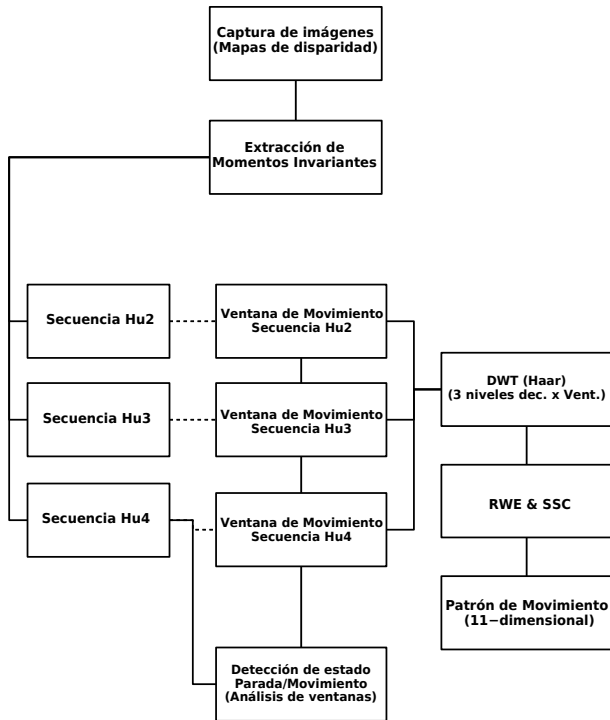 Captura de imágenes
(Mapas de disparidad)
Extracción de
Momentos Invariantes
Secuencia Hu2
Ventana de Movimiento
Secuencia Hu2
DWT (Haar)
(3 niveles dec. x Vent.)
Secuencia Hu3
Ventana de Movimiento
Secuencia Hu3
RWE & SSC
Secuencia Hu4
Ventana de Movimiento
Secuencia Hu4
Patrón de Movimiento
(11−dimensional)
Detección de estado
Parada/Movimiento
(Análisis de ventanas)